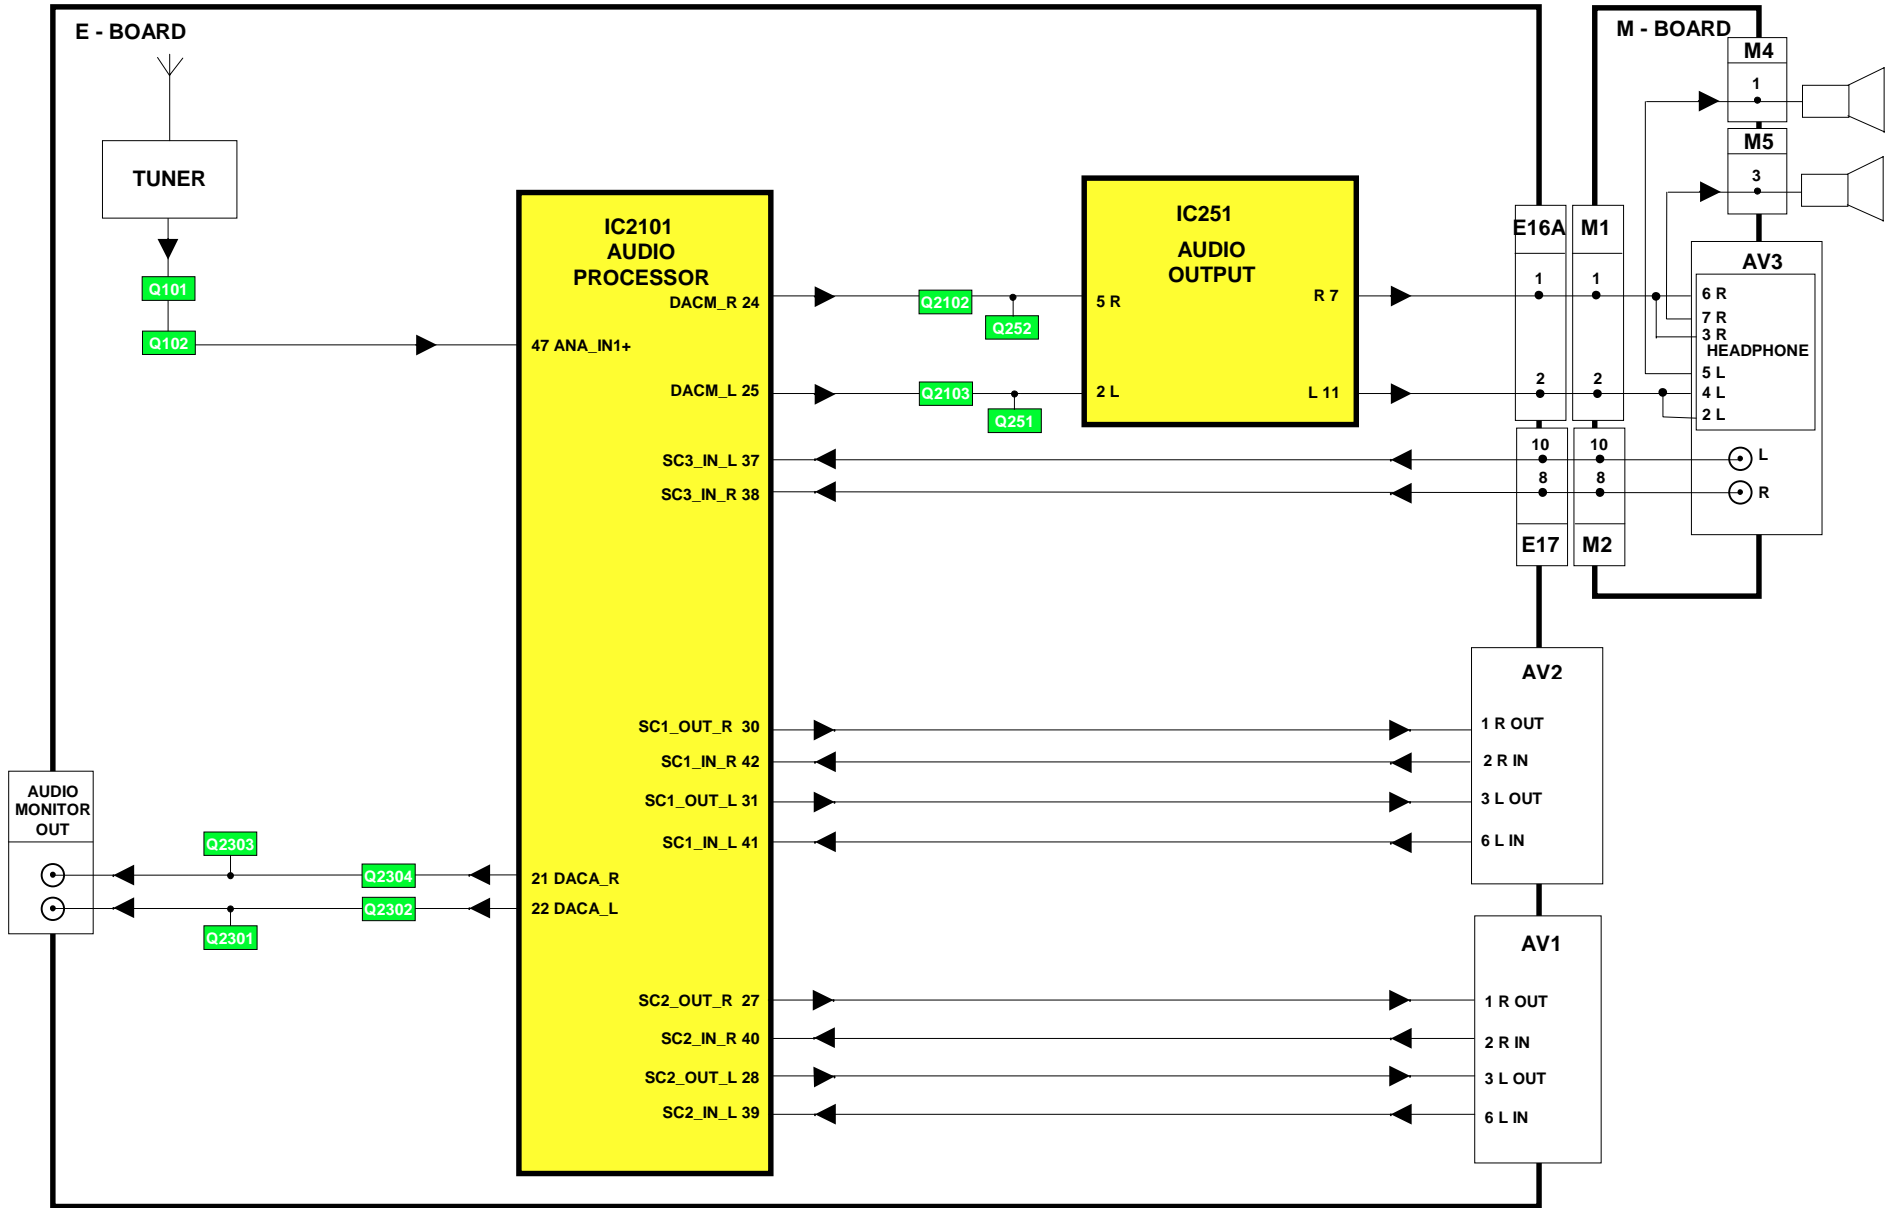 E - BOARD
TUNER
Q101
Q102
IC2101
AUDIO
PROCESSOR
DACM_R 24
47 ANA_IN1+
DACM_L 25
SC3_IN_L 37
SC3_IN_R 38
SC1_OUT_R 30
SC1_IN_R 42
SC1_OUT_L 31
SC1_IN_L 41
21 DACA_R
22 DACA_L
SC2_OUT_R 27
SC2_IN_R 40
SC2_OUT_L 28
SC2_IN_L 39
AUDIO
MONITOR
OUT
Q2303
Q2304
Q2302
Q2301
Q2102
Q252
Q2103
Q251
IC251
AUDIO
OUTPUT
5 R
R 7
2 L
L 11
E16A
1
2
10
8
E17
M1
1
2
10
8
M2
M - BOARD
M4
1
M5
3
AV3
6 R
7 R
3 R
HEADPHONE
5 L
4 L
2 L
L
R
AV2
1 R OUT
2 R IN
3 L OUT
6 L IN
AV1
1 R OUT
2 R IN
3 L OUT
6 L IN